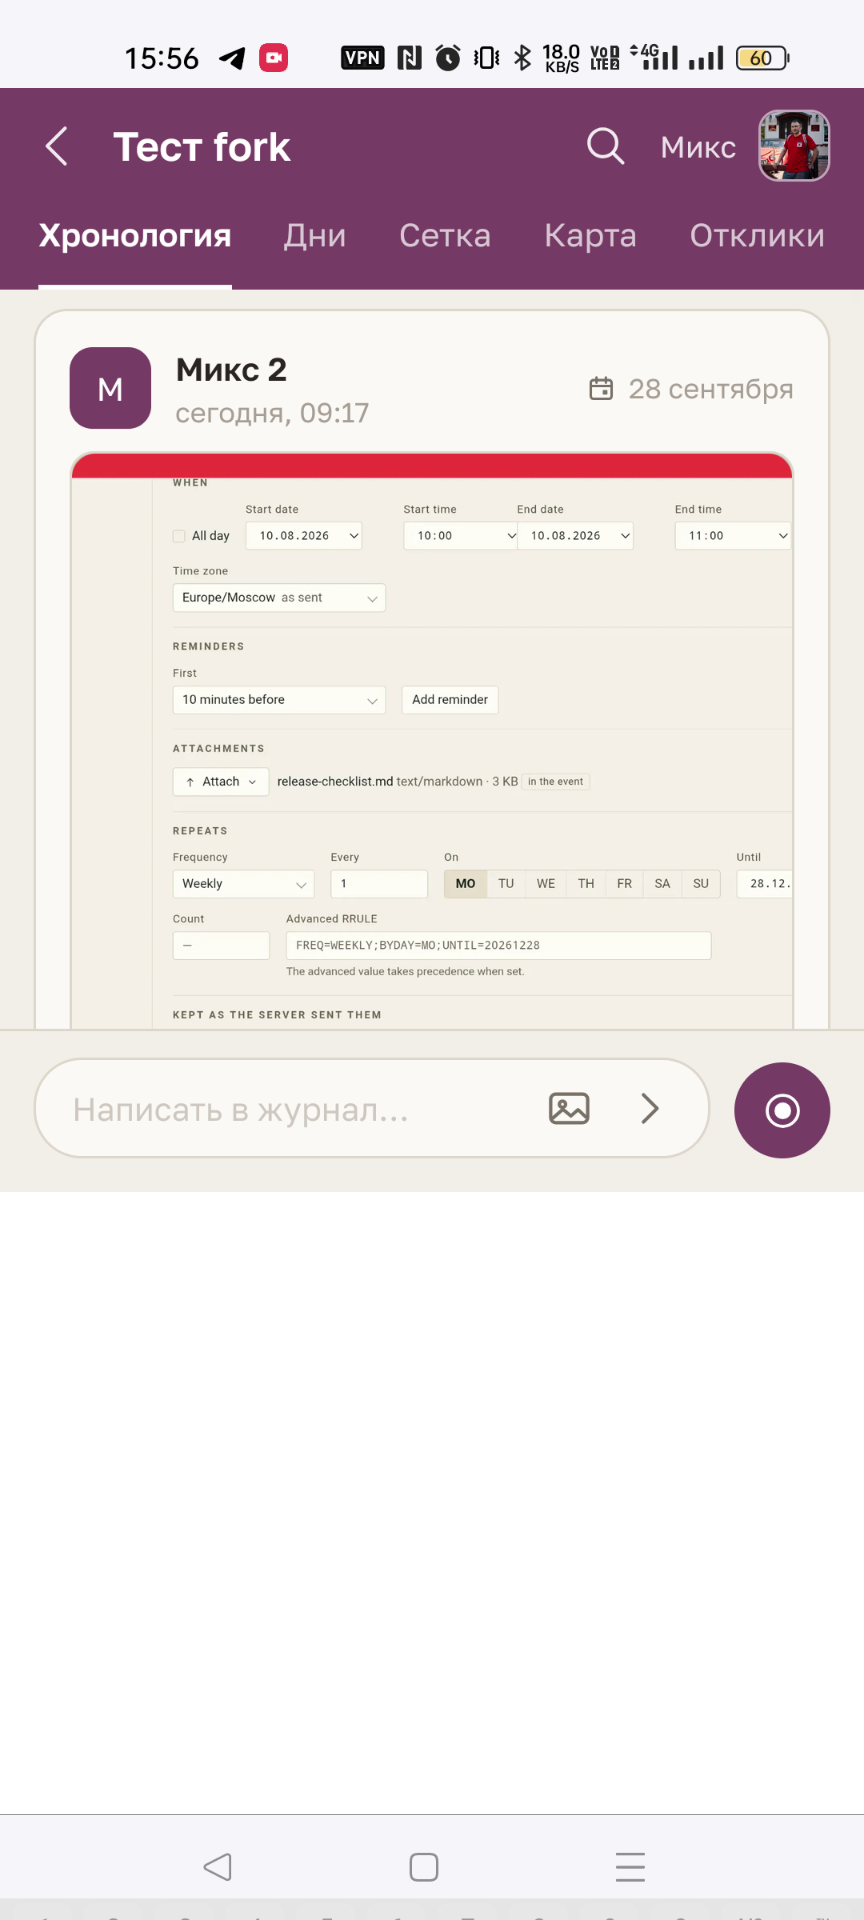 15:56 VPN 18.0 KB/S VoD LTE 2 4G 60
Тест fork
Микс
Хронология Дни Сетка Карта Отклики
М
Микс 2
сегодня, 09:17
28 сентября
WHEN
Start date Start time End date End time
All day 10.08.2026 10:00 10.08.2026 11:00
Time zone
Europe/Moscow as sent
REMINDERS
First
10 minutes before Add reminder
ATTACHMENTS
↑ Attach release-checklist.md text/markdown · 3 KB in the event
REPEATS
Frequency Every On Until
Weekly 1 MO TU WE TH FR SA SU 28.12.
Count Advanced RRULE
— FREQ=WEEKLY;BYDAY=MO;UNTIL=20261228
The advanced value takes precedence when set.
KEPT AS THE SERVER SENT THEM
Написать в журнал...